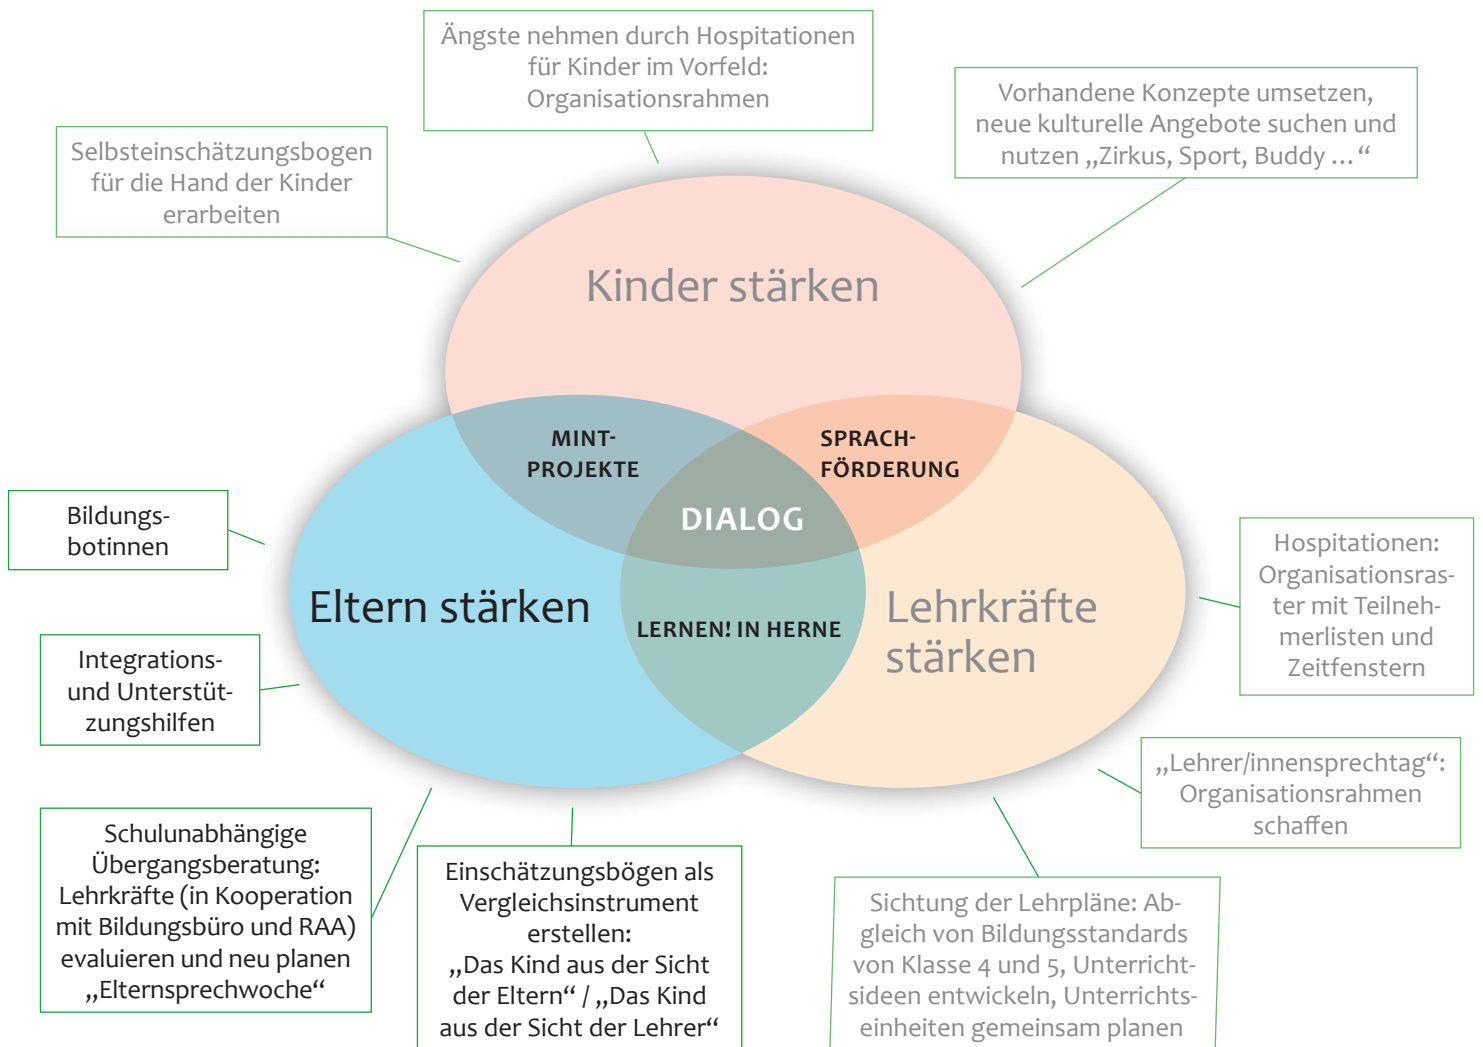 Ängste nehmen durch Hospitationen
für Kinder im Vorfeld:
Organisationsrahmen
Vorhandene Konzepte umsetzen,
neue kulturelle Angebote suchen und
nutzen „Zirkus, Sport, Buddy …“
Selbsteinschätzungsbogen
für die Hand der Kinder
erarbeiten
Kinder stärken
MINT-
PROJEKTE
SPRACH-
FÖRDERUNG
DIALOG
Bildungs-
botinnen
Eltern stärken
LERNEN! IN HERNE
Lehrkräfte
stärken
Hospitationen:
Organisationsras-
ter mit Teilneh-
merlisten und
Zeitfenstern
Integrations-
und Unterstüt-
zungshilfen
„Lehrer/innensprechtag“:
Organisationsrahmen
schaffen
Schulunabhängige
Übergangsberatung:
Lehrkräfte (in Kooperation
mit Bildungsbüro und RAA)
evaluieren und neu planen
„Elternsprechwoche“
Einschätzungsbögen als
Vergleichsinstrument
erstellen:
„Das Kind aus der Sicht
der Eltern“ / „Das Kind
aus der Sicht der Lehrer“
Sichtung der Lehrpläne: Ab-
gleich von Bildungsstandards
von Klasse 4 und 5, Unterricht-
sideen entwickeln, Unterrichts-
einheiten gemeinsam planen